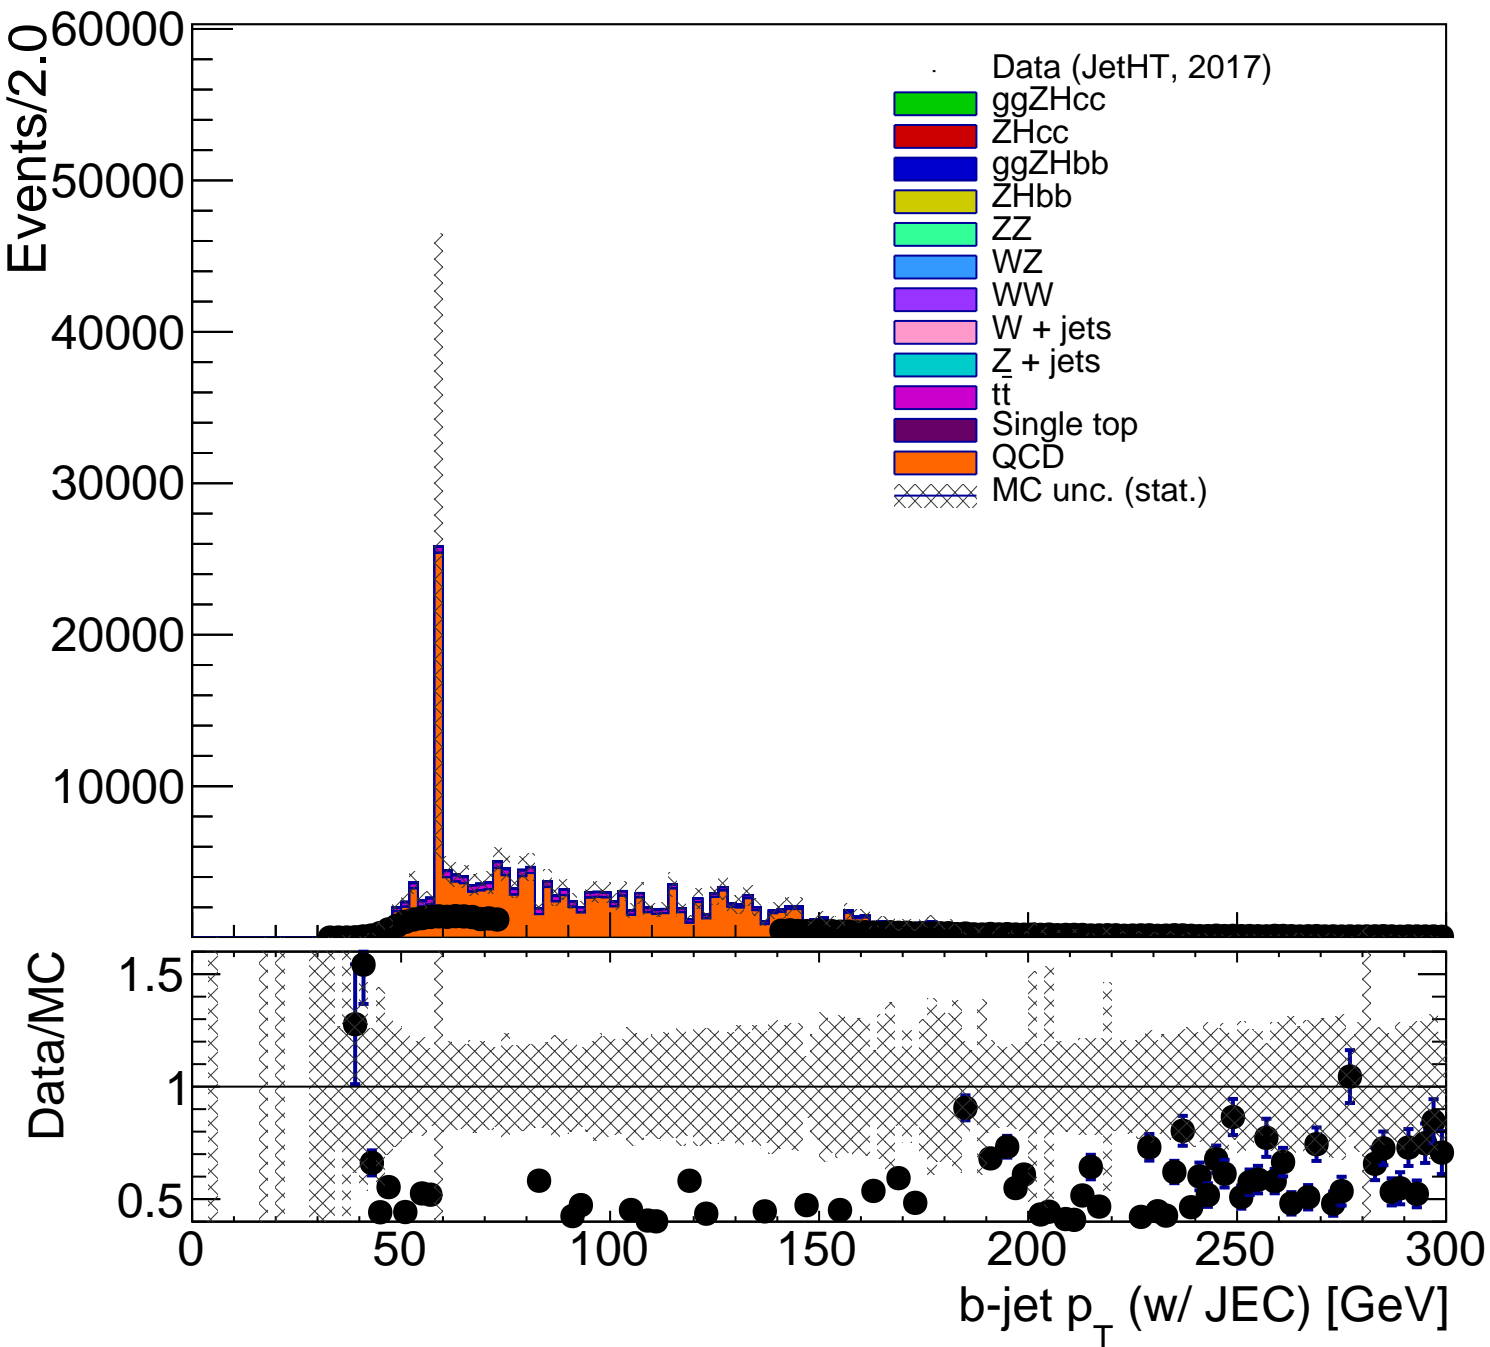 Events/2.0
60000
50000
40000
30000
20000
10000
Data (JetHT, 2017)
ggZHcc
ZHcc
ggZHbb
ZHbb
ZZ
WZ
WW
W + jets
Z + jets
tt̄
Single top
QCD
MC unc. (stat.)
Data/MC
1.5
1
0.5
0 50 100 150 200 250 300
b-jet p_T (w/ JEC) [GeV]